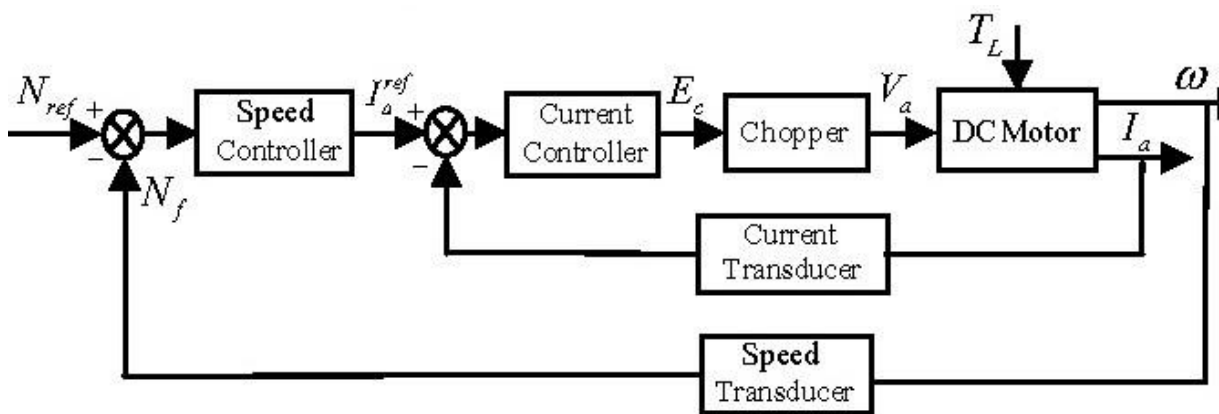 T_L
N_ref + Speed Controller I_a^ref + Current Controller E_c Chopper V_a DC Motor ω
I_a
−
−
N_f
Current
Transducer
Speed
Transducer